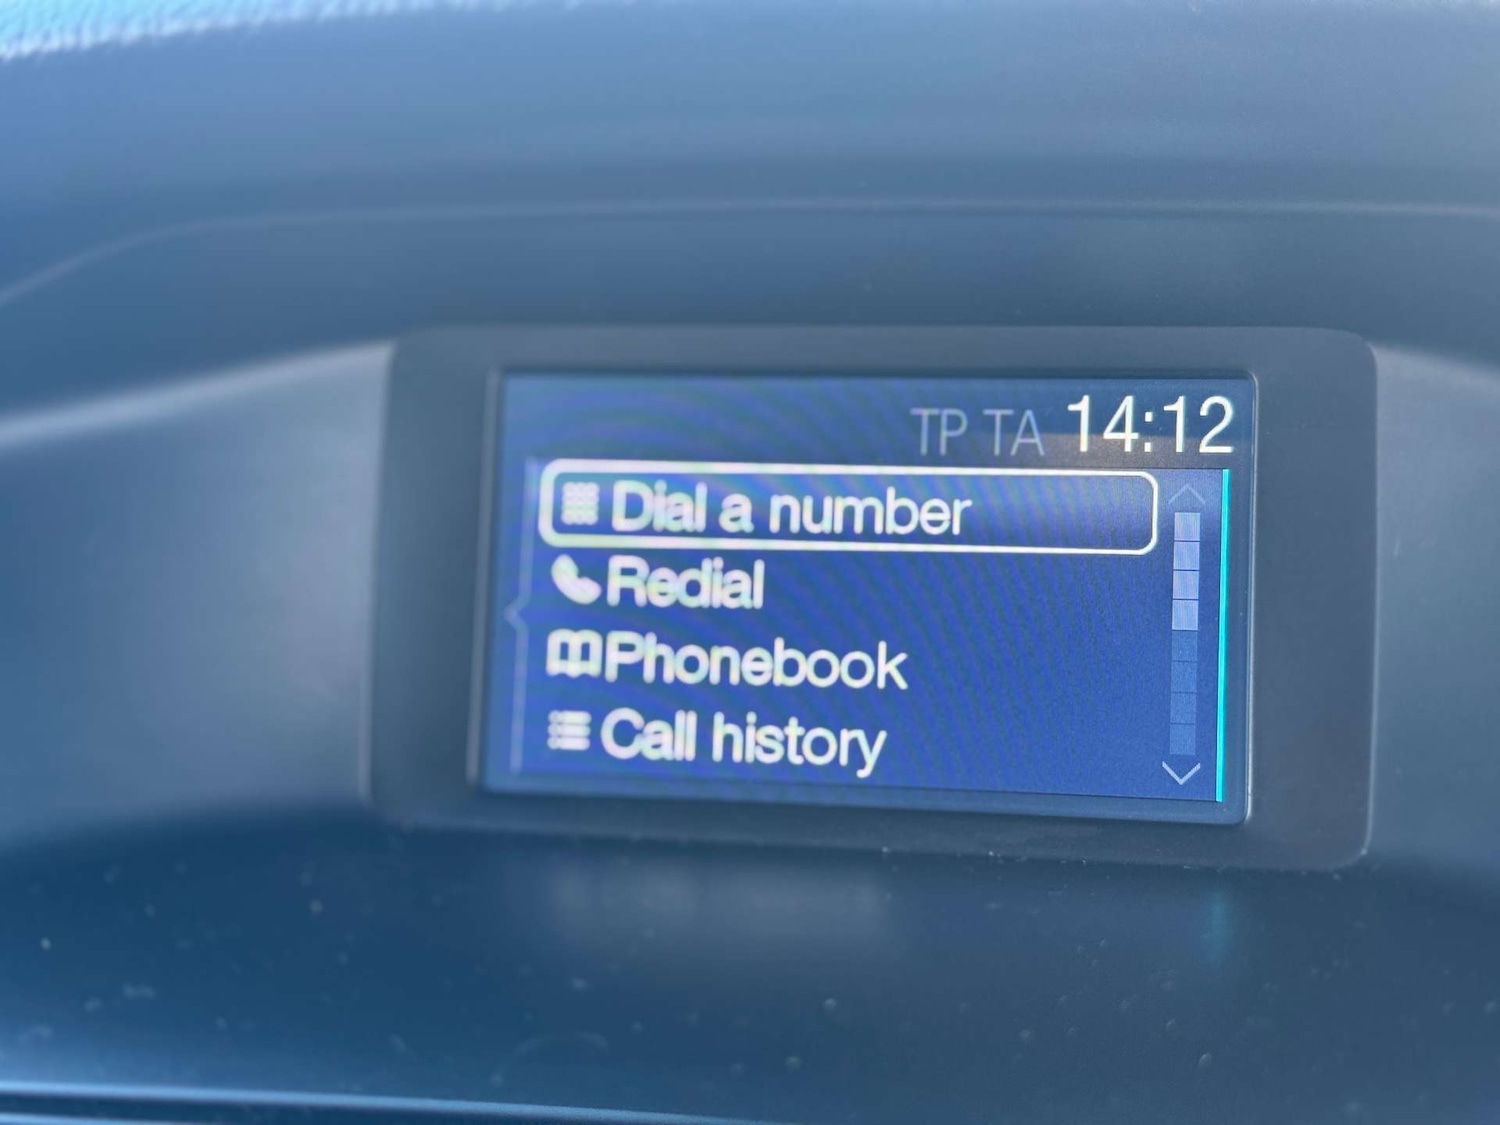 TP TA 14:12
Dial a number
Redial
Phonebook
Call history